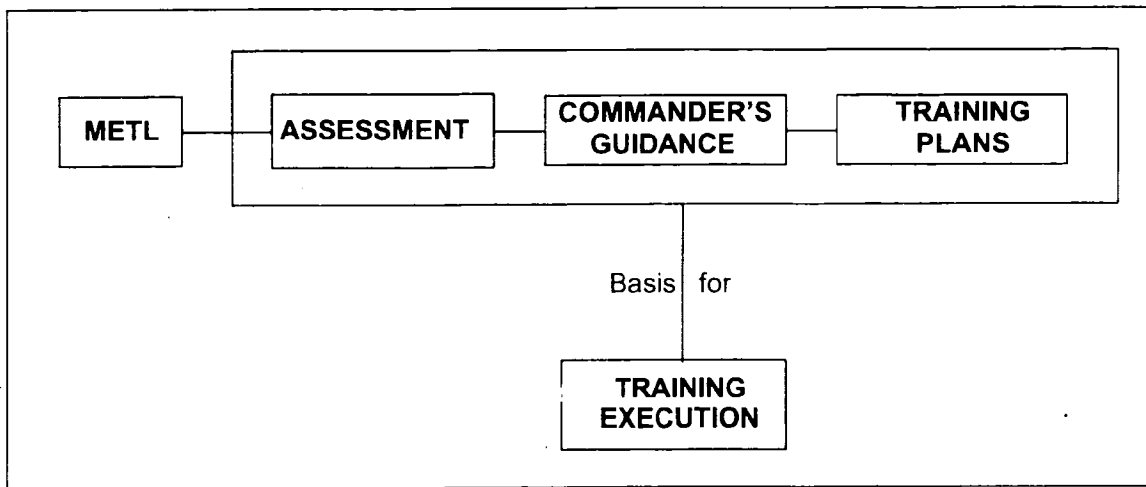 METL
ASSESSMENT
COMMANDER'S
GUIDANCE
TRAINING
PLANS
Basis for
TRAINING
EXECUTION